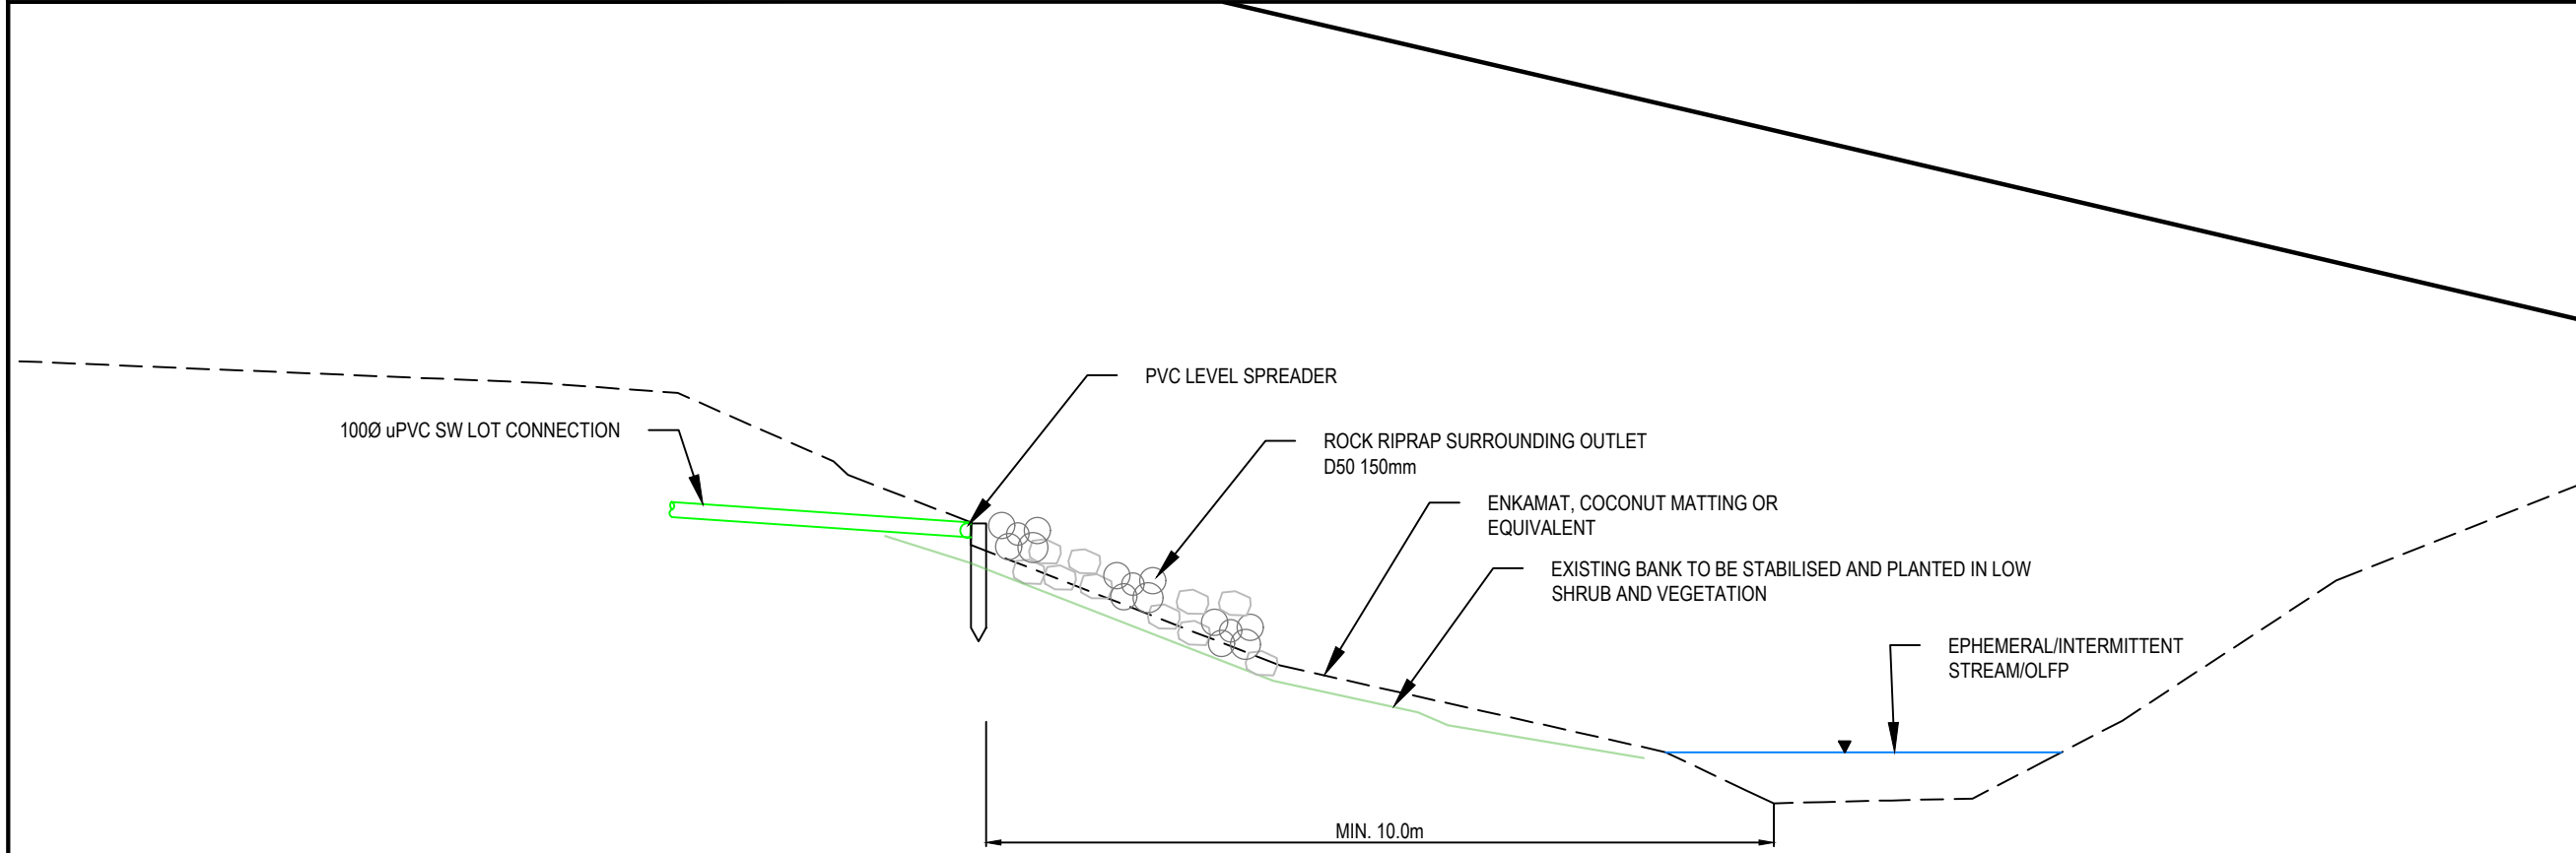 PVC LEVEL SPREADER
100Ø uPVC SW LOT CONNECTION
ROCK RIPRAP SURROUNDING OUTLET
D50 150mm
ENKAMAT, COCONUT MATTING OR
EQUIVALENT
EXISTING BANK TO BE STABILISED AND PLANTED IN LOW
SHRUB AND VEGETATION
EPHEMERAL/INTERMITTENT
STREAM/OLFP
MIN. 10.0m